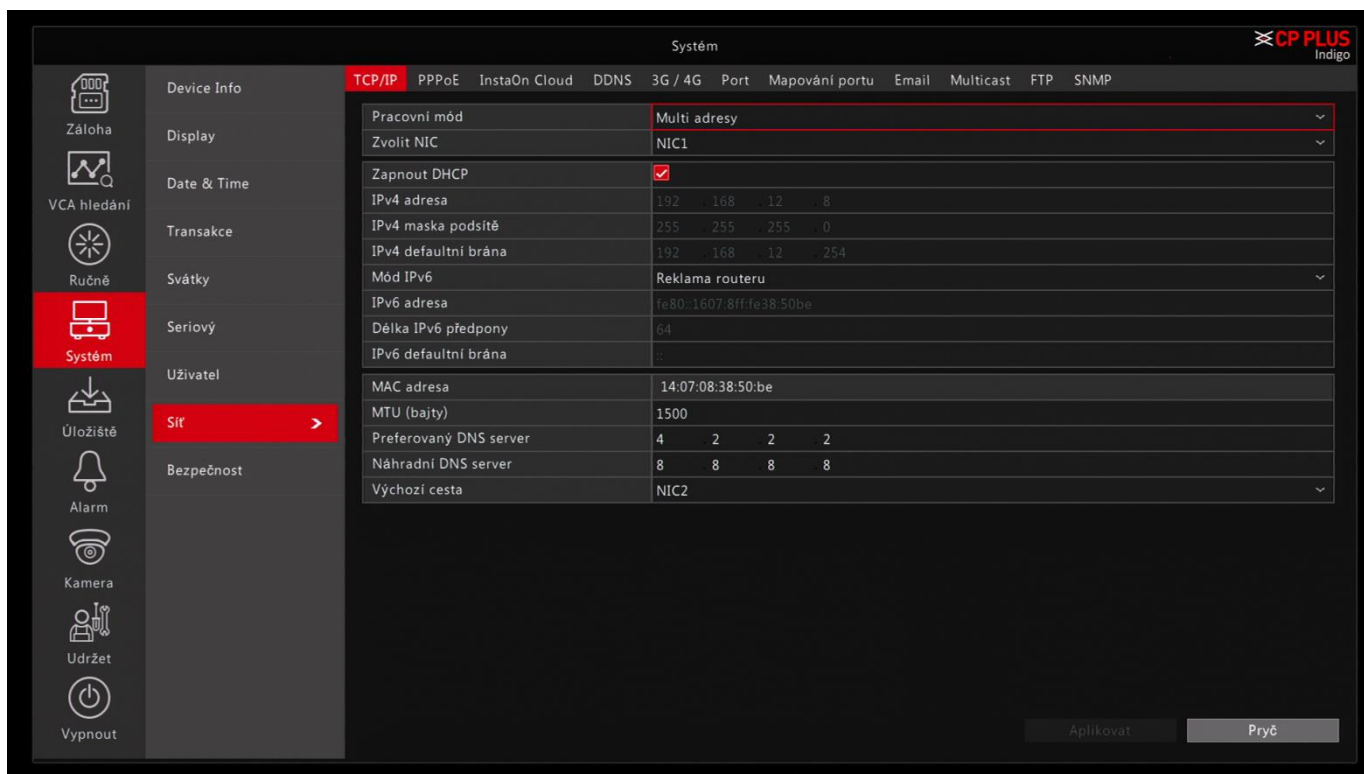 Systém
CP PLUS
Indigo
Záloha
VCA hledání
Ručně
Systém
Úložiště
Alarm
Kamera
Udržet
Vypnout
Device Info
Display
Date & Time
Transakce
Svátky
Seriový
Uživatel
Síť
Bezpečnost
TCP/IP PPPoE InstaOn Cloud DDNS 3G / 4G Port Mapování portu Email Multicast FTP SNMP
Pracovní mód Multi adresy
Zvolit NIC NIC1
Zapnout DHCP
IPv4 adresa 192 . 168 . 12 . 8
IPv4 maska podsítě 255 . 255 . 255 . 0
IPv4 defaultní brána 192 . 168 . 12 . 254
Mód IPv6 Reklama routeru
IPv6 adresa fe80::1607:8ff:fe38:50be
Délka IPv6 předpony 64
IPv6 defaultní brána ::
MAC adresa 14:07:08:38:50:be
MTU (bajty) 1500
Preferovaný DNS server 4 . 2 . 2 . 2
Náhradní DNS server 8 . 8 . 8 . 8
Výchozí cesta NIC2
Aplikovat Pryč